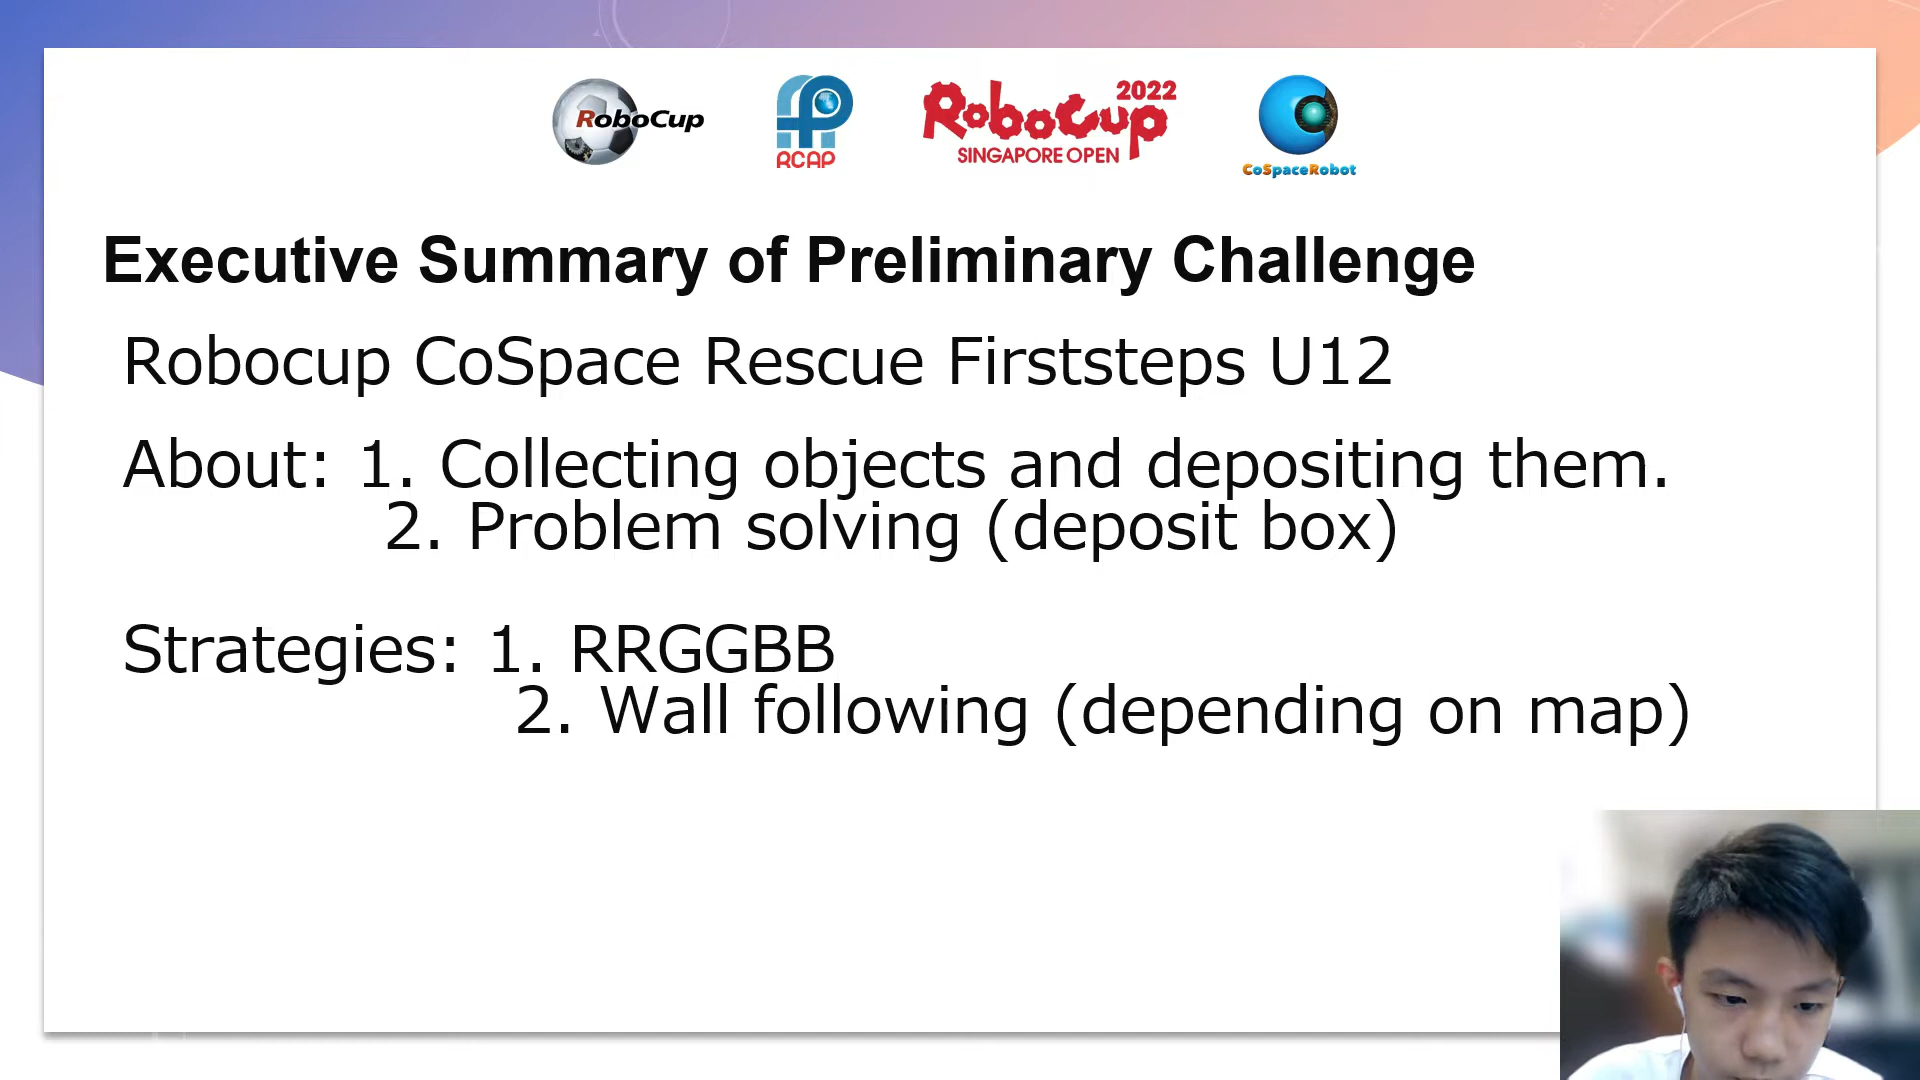 RoboCup
RCAP
RoboCup 2022
SINGAPORE OPEN
CoSpaceRobot
Executive Summary of Preliminary Challenge
Robocup CoSpace Rescue Firststeps U12
About: 1. Collecting objects and depositing them.
2. Problem solving (deposit box)
Strategies: 1. RRGGBB
2. Wall following (depending on map)